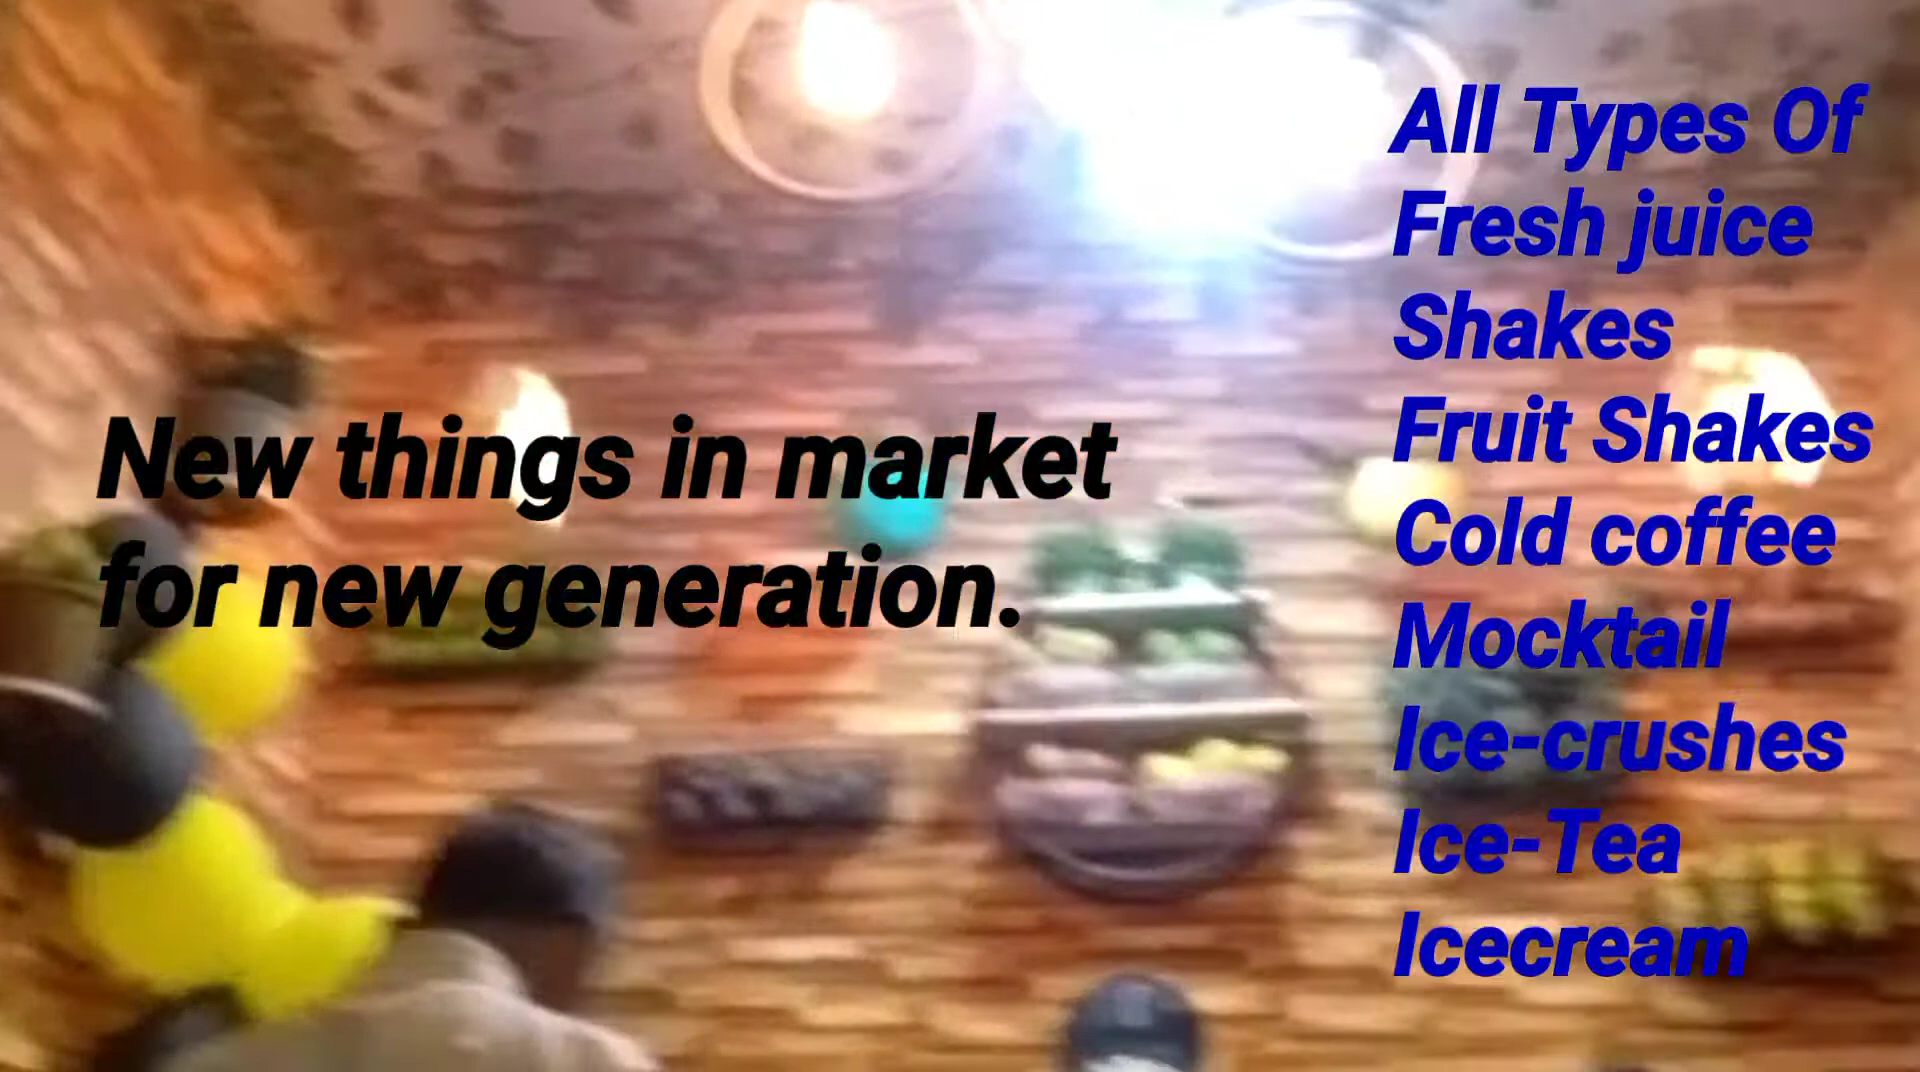 New things in market
for new generation.
All Types Of
Fresh juice
Shakes
Fruit Shakes
Cold coffee
Mocktail
Ice-crushes
Ice-Tea
Icecream